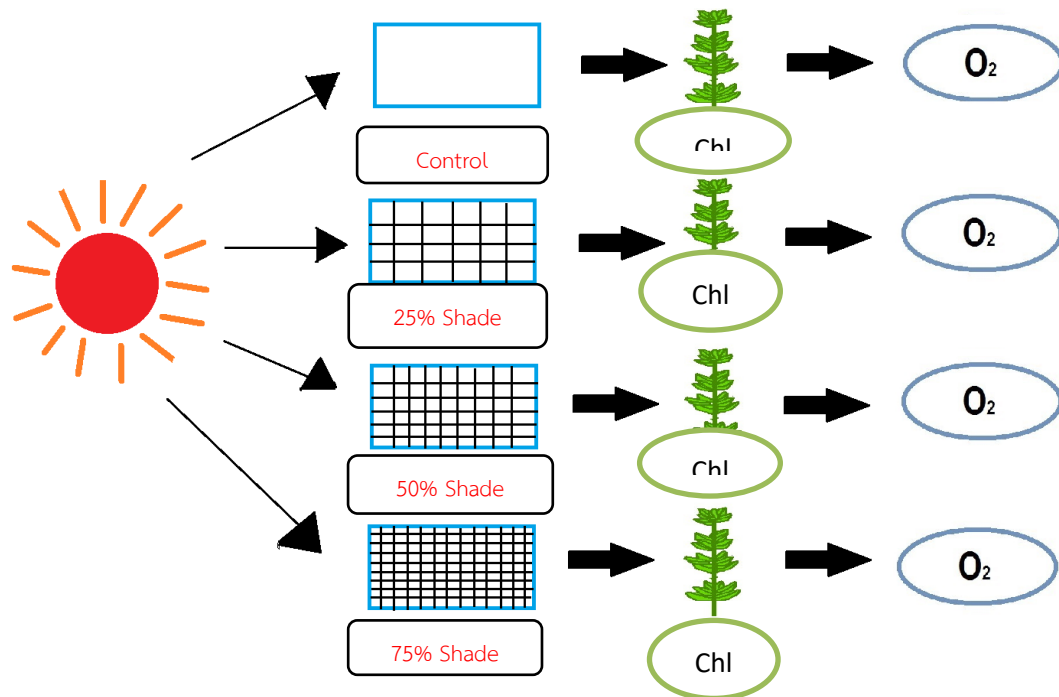 O₂
Control
Chl
25% Shade
Chl
O₂
50% Shade
Chl
O₂
75% Shade
Chl
O₂